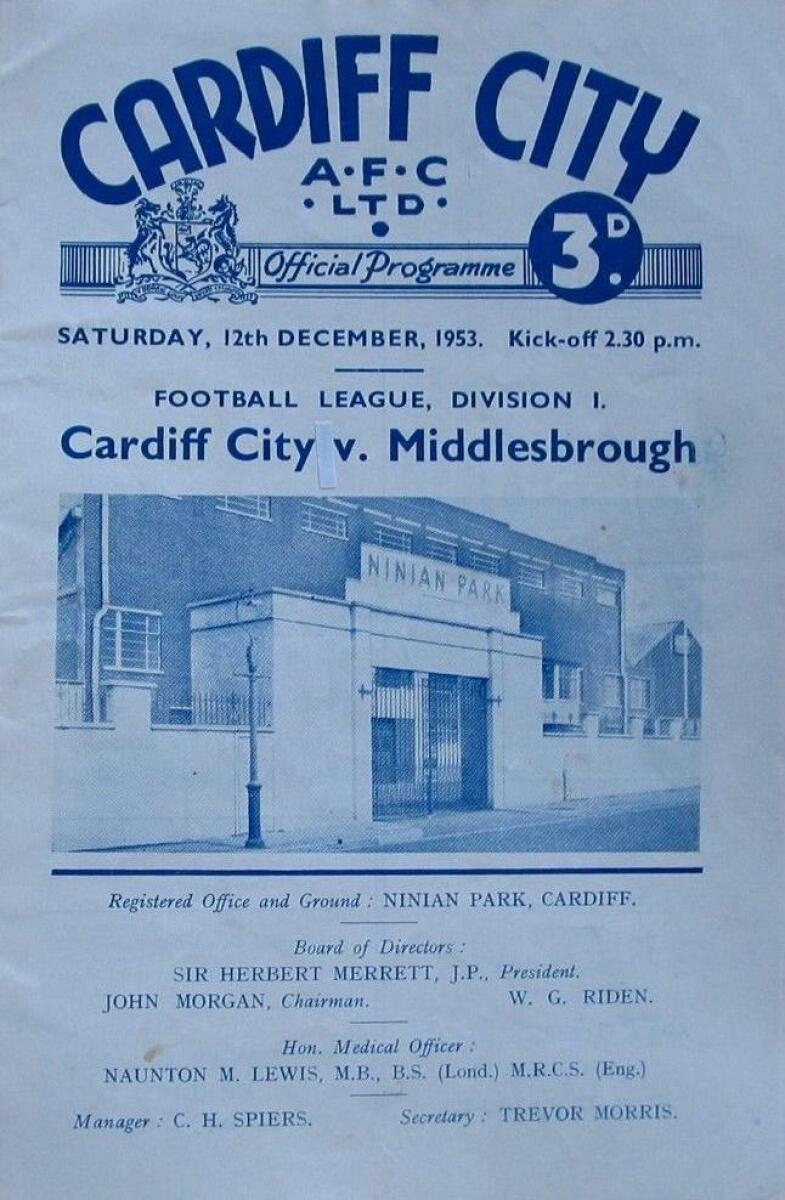 CARDIFF CITY
A·F·C
·LTD·
Official Programme
3D.
SATURDAY, 12th DECEMBER, 1953. Kick-off 2.30 p.m.
FOOTBALL LEAGUE, DIVISION 1.
Cardiff City v. Middlesbrough
NINIAN PARK
Registered Office and Ground : NINIAN PARK, CARDIFF.
Board of Directors :
SIR HERBERT MERRETT, J.P., President.
JOHN MORGAN, Chairman. W. G. RIDEN.
Hon. Medical Officer :
NAUNTON M. LEWIS, M.B., B.S. (Lond.) M.R.C.S. (Eng.)
Manager : C. H. SPIERS. Secretary : TREVOR MORRIS.